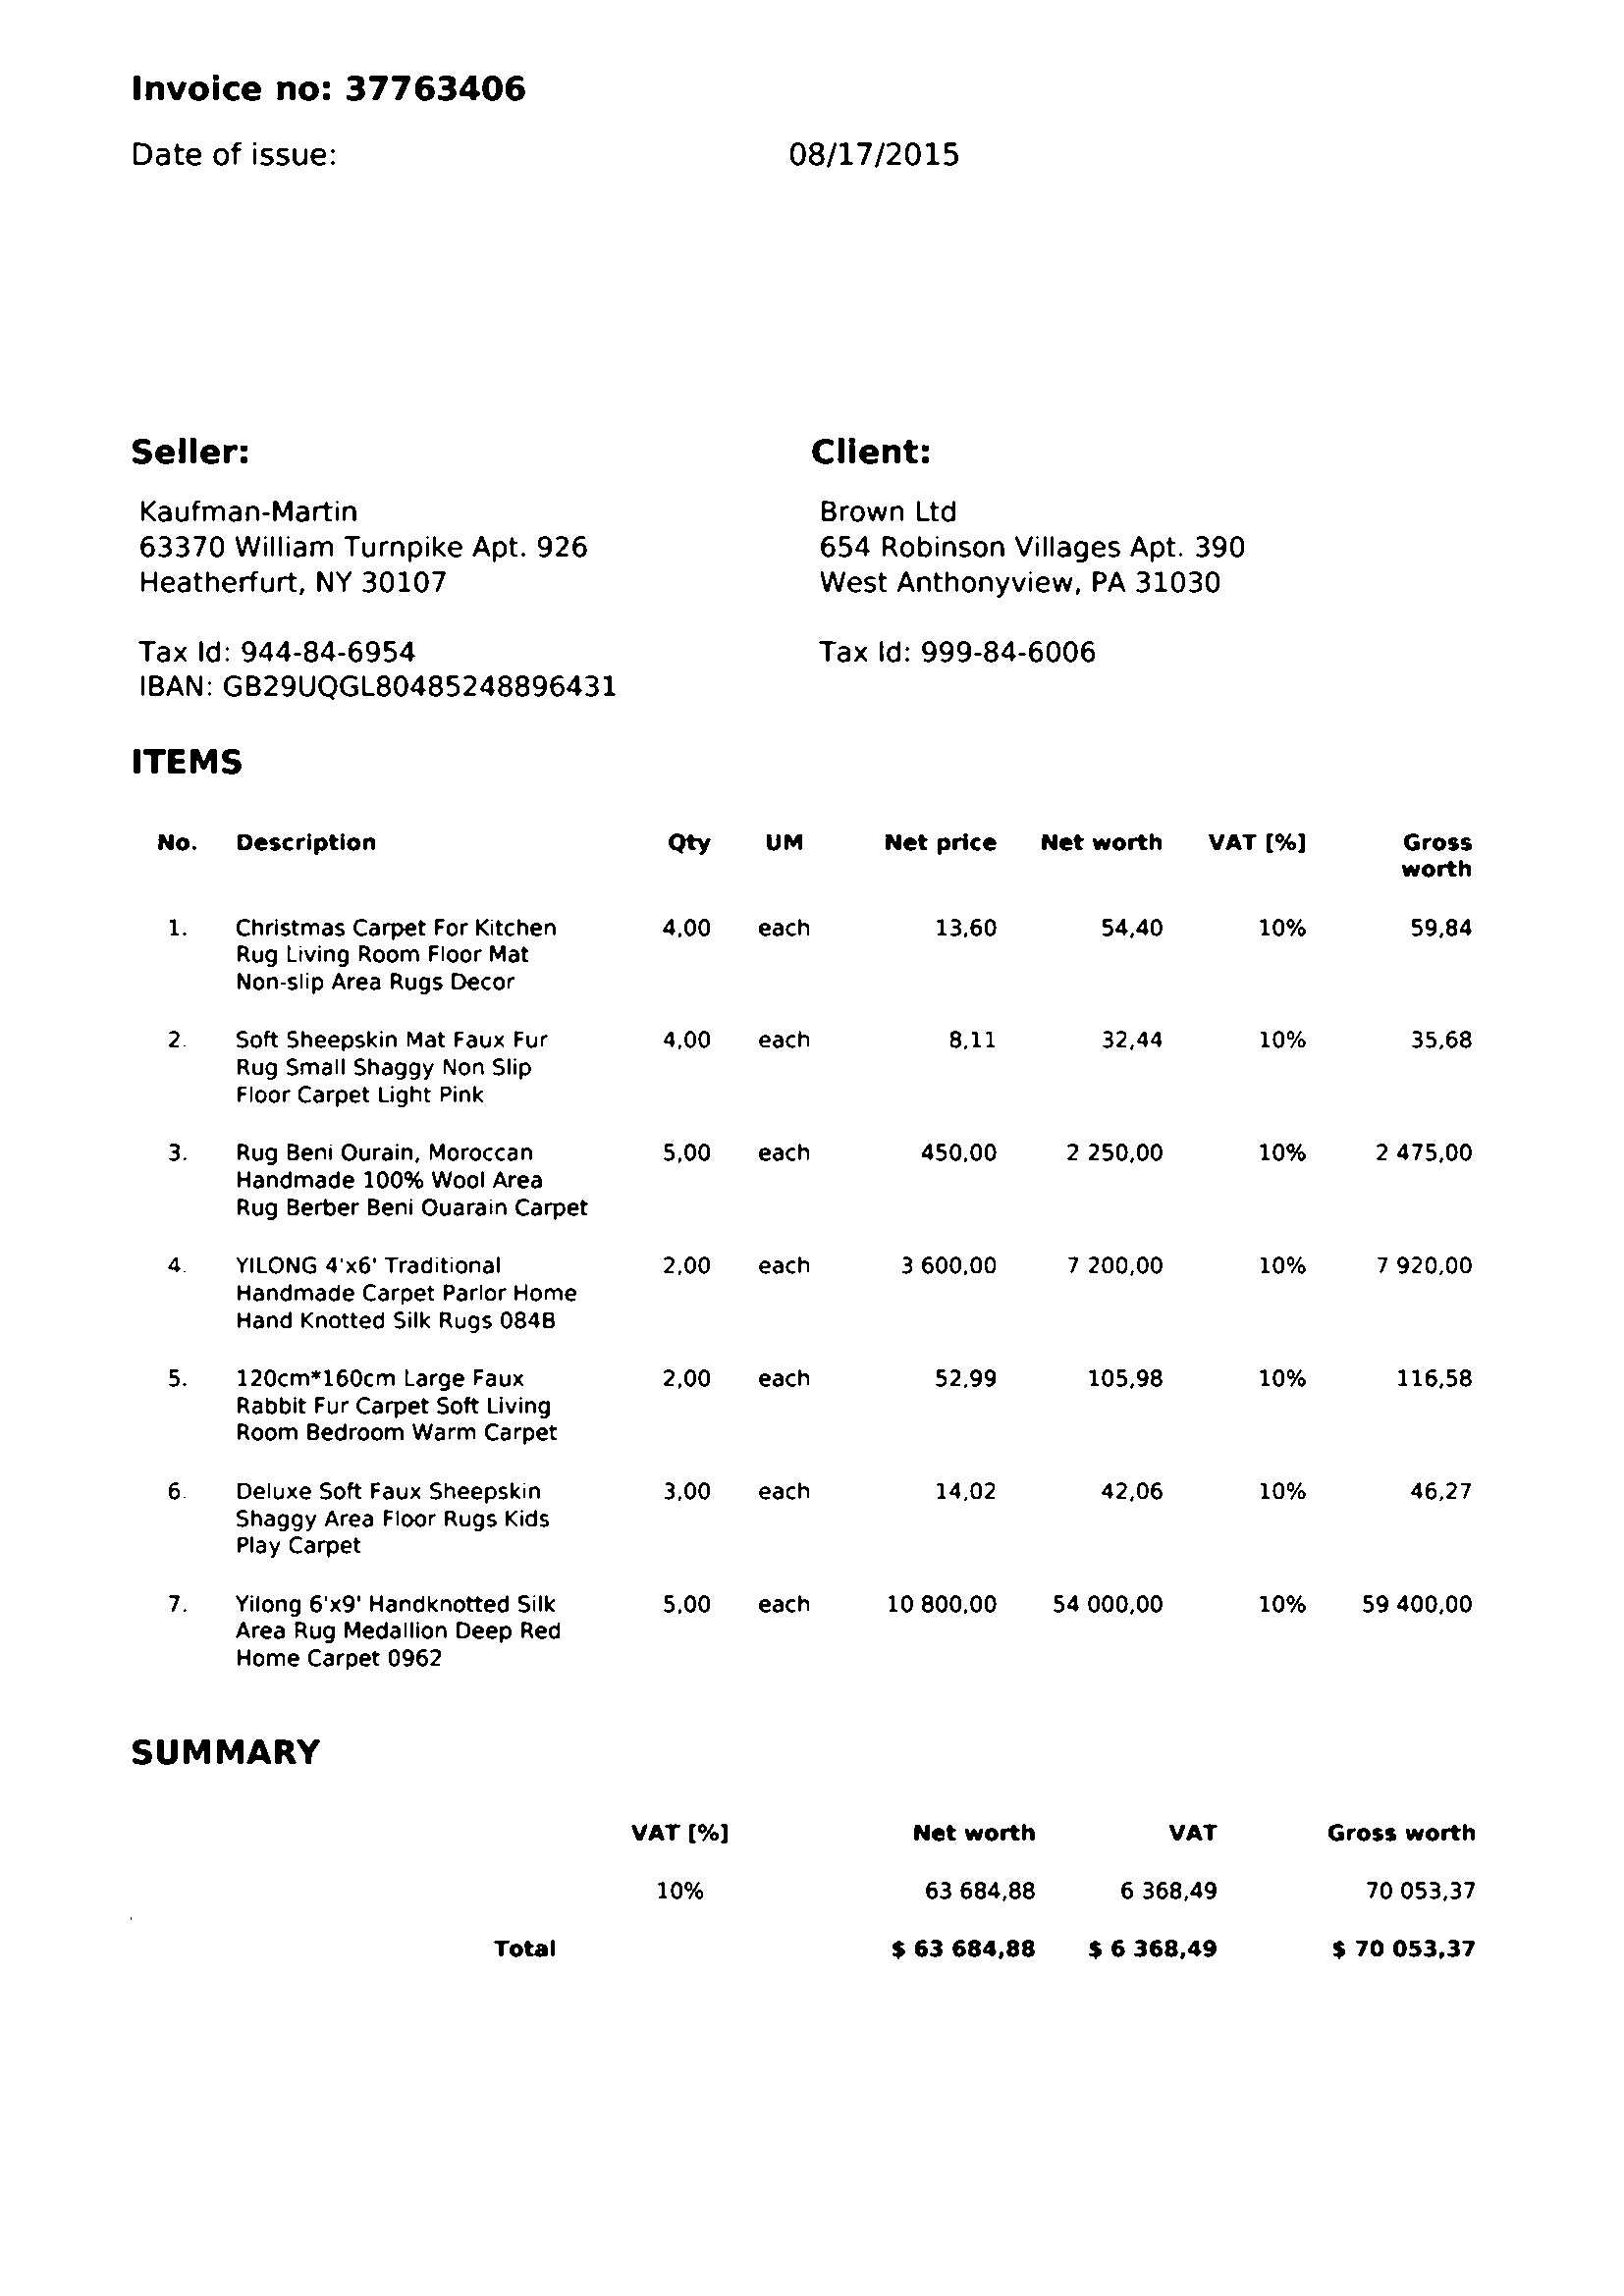 Invoice no: 37763406
Date of issue: 08/17/2015
Seller: Client:
Kaufman-Martin Brown Ltd
63370 William Turnpike Apt. 926 654 Robinson Villages Apt. 390
Heatherfurt, NY 30107 West Anthonyview, PA 31030
Tax Id: 944-84-6954 Tax Id: 999-84-6006
IBAN: GB29UQGL80485248896431
ITEMS
No. Description Qty UM Net price Net worth VAT [%] Gross
worth
1. Christmas Carpet For Kitchen 4,00 each 13,60 54,40 10% 59,84
Rug Living Room Floor Mat
Non-slip Area Rugs Decor
2. Soft Sheepskin Mat Faux Fur 4,00 each 8,11 32,44 10% 35,68
Rug Small Shaggy Non Slip
Floor Carpet Light Pink
3. Rug Beni Ourain, Moroccan 5,00 each 450,00 2 250,00 10% 2 475,00
Handmade 100% Wool Area
Rug Berber Beni Ouarain Carpet
4. YILONG 4'x6' Traditional 2,00 each 3 600,00 7 200,00 10% 7 920,00
Handmade Carpet Parlor Home
Hand Knotted Silk Rugs 084B
5. 120cm*160cm Large Faux 2,00 each 52,99 105,98 10% 116,58
Rabbit Fur Carpet Soft Living
Room Bedroom Warm Carpet
6. Deluxe Soft Faux Sheepskin 3,00 each 14,02 42,06 10% 46,27
Shaggy Area Floor Rugs Kids
Play Carpet
7. Yilong 6'x9' Handknotted Silk 5,00 each 10 800,00 54 000,00 10% 59 400,00
Area Rug Medallion Deep Red
Home Carpet 0962
SUMMARY
VAT [%] Net worth VAT Gross worth
10% 63 684,88 6 368,49 70 053,37
Total $ 63 684,88 $ 6 368,49 $ 70 053,37